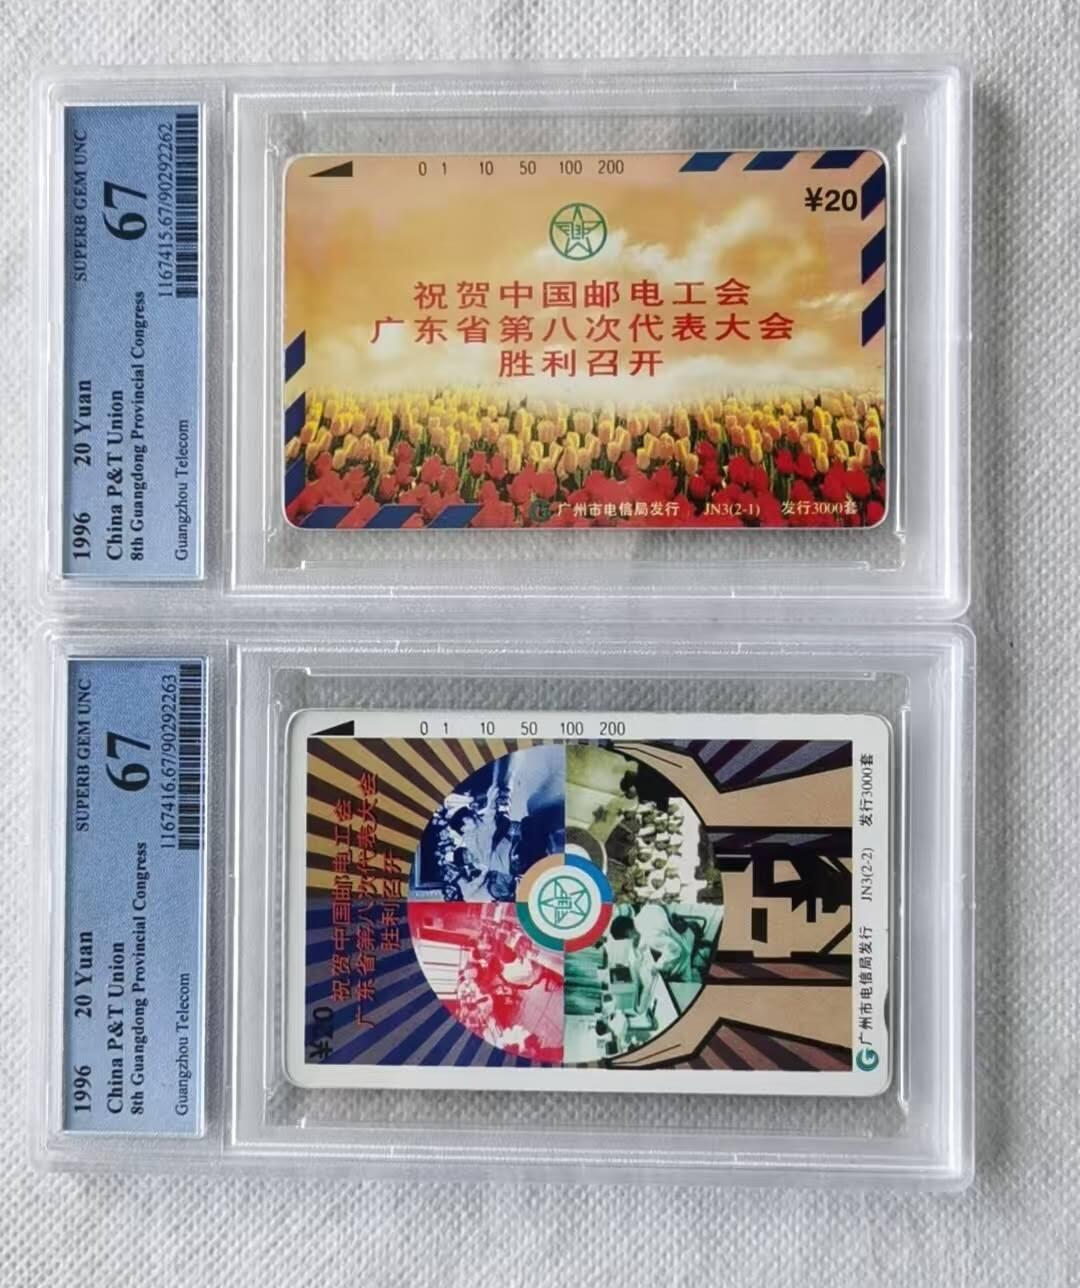 1996 20 Yuan SUPERB GEM UNC
China P&T Union 67
8th Guangdong Provincial Congress
Guangzhou Telecom 1167415.67/90292262
0 1 10 50 100 200
¥20
祝贺中国邮电工会
广东省第八次代表大会
胜利召开
广州市电信局发行 JN3(2-1) 发行3000套
1996 20 Yuan SUPERB GEM UNC
China P&T Union 67
8th Guangdong Provincial Congress
Guangzhou Telecom 1167416.67/90292263
0 1 10 50 100 200
¥20
祝贺中国邮电工会
广东省第八次代表大会
胜利召开
广州市电信局发行 JN3(2-2) 发行3000套